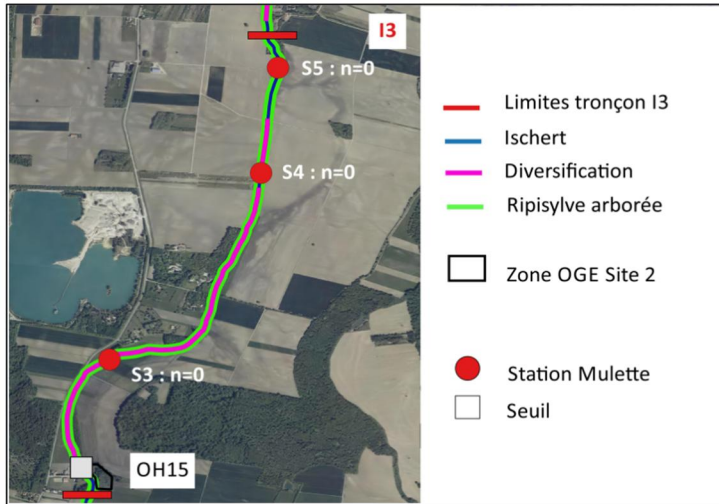 I3
S5 : n=0
S4 : n=0
S3 : n=0
OH15
Limites tronçon I3
Ischert
Diversification
Ripisylve arborée
Zone OGE Site 2
Station Mulette
Seuil